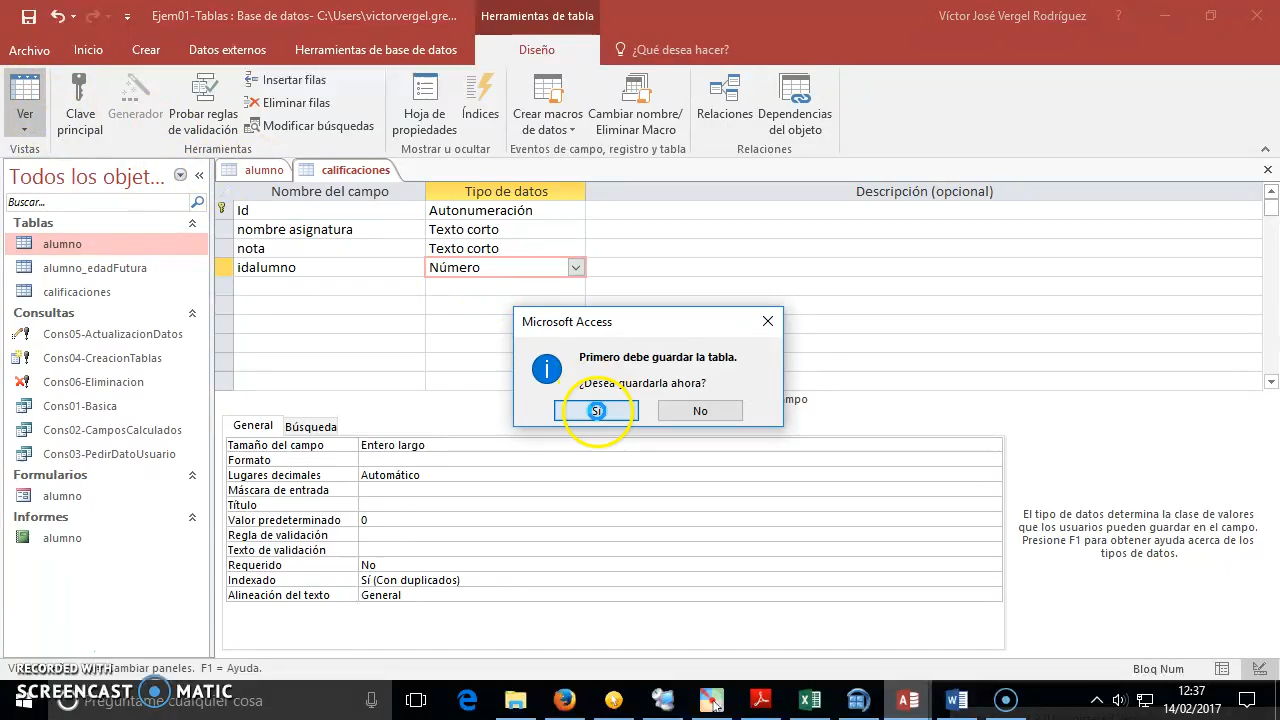 Ejem01-Tablas : Base de datos- C:\Users\victorvergel.gre...
Herramientas de tabla
Víctor José Vergel Rodríguez
?
Archivo
Inicio
Crear
Datos externos
Herramientas de base de datos
Diseño
¿Qué desea hacer?
Ver
Clave principal
Generador
Probar reglas de validación
Insertar filas
Eliminar filas
Modificar búsquedas
Hoja de propiedades
Índices
Crear macros de datos
Cambiar nombre/ Eliminar Macro
Relaciones
Dependencias del objeto
Vistas
Herramientas
Mostrar u ocultar
Eventos de campo, registro y tabla
Relaciones
Todos los objet...
Buscar...
Tablas
alumno
alumno_edadFutura
calificaciones
Consultas
Cons05-ActualizacionDatos
Cons04-CreacionTablas
Cons06-Eliminacion
Cons01-Basica
Cons02-CamposCalculados
Cons03-PedirDatoUsuario
Formularios
alumno
Informes
alumno
alumno
calificaciones
Nombre del campo
Tipo de datos
Descripción (opcional)
Id
Autonumeración
nombre asignatura
Texto corto
nota
Texto corto
idalumno
Número
Microsoft Access
Primero debe guardar la tabla.
¿Desea guardarla ahora?
Sí
No
General
Búsqueda
Tamaño del campo
Entero largo
Formato
Lugares decimales
Automático
Máscara de entrada
Título
Valor predeterminado
0
Regla de validación
Texto de validación
Requerido
No
Indexado
Sí (Con duplicados)
Alineación del texto
General
El tipo de datos determina la clase de valores
que los usuarios pueden guardar en el campo.
Presione F1 para obtener ayuda acerca de los
tipos de datos.
Cambiar paneles. F1 = Ayuda.
Bloq Num
RECORDED WITH
SCREENCAST MATIC
Pregúntame cualquier cosa
12:37
14/02/2017